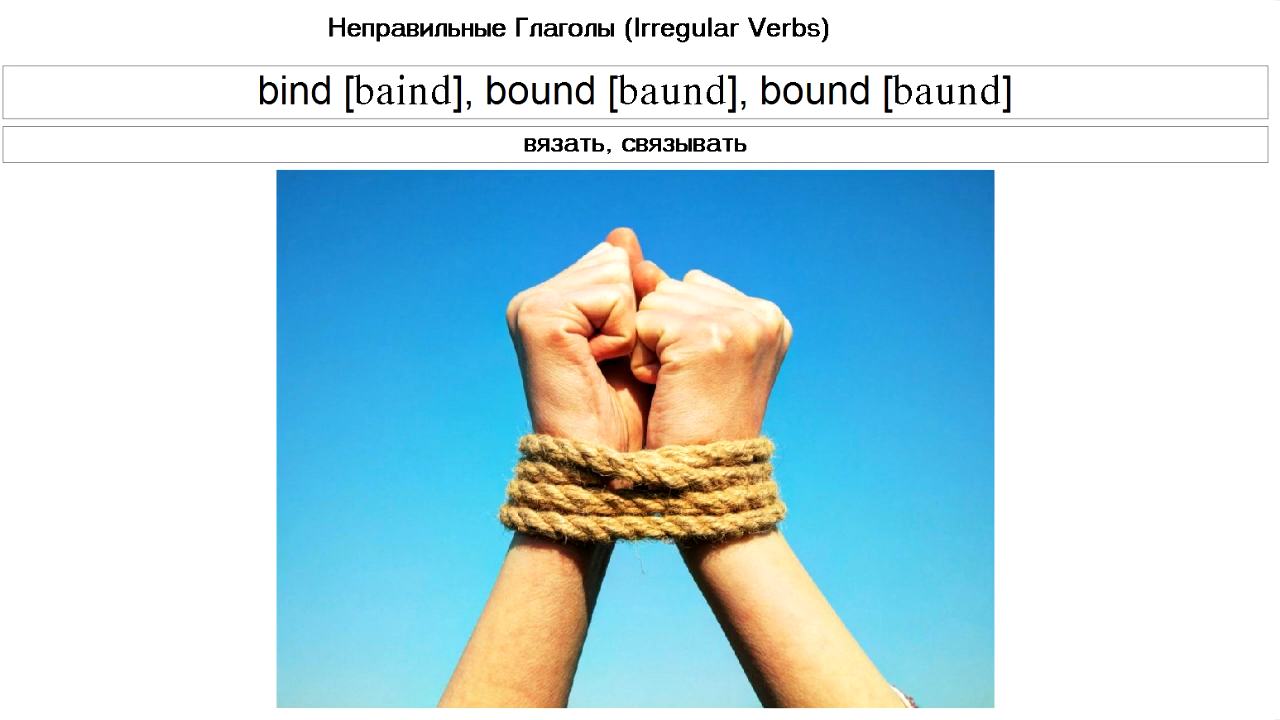 Неправильные Глаголы (Irregular Verbs)
bind [baind], bound [baund], bound [baund]
вязать, связывать